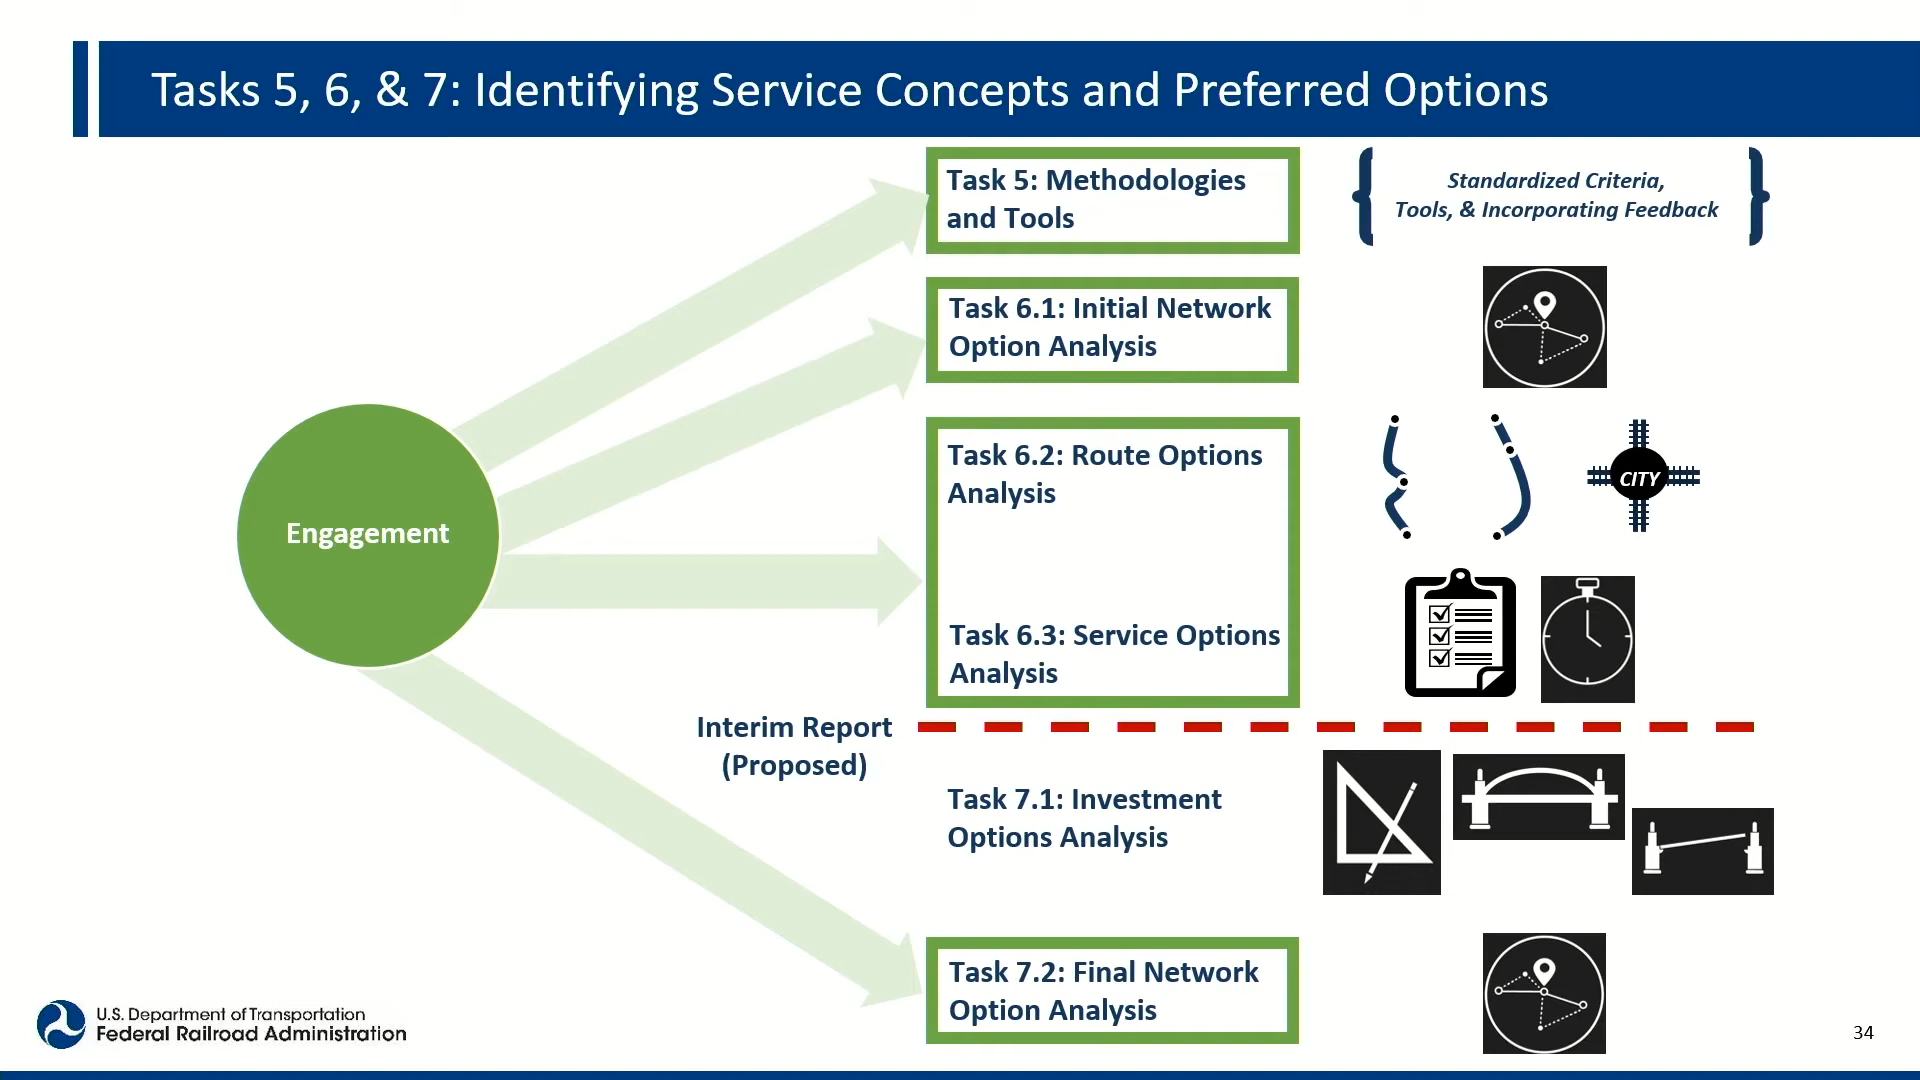 Tasks 5, 6, & 7: Identifying Service Concepts and Preferred Options
Task 5: Methodologies
and Tools
Standardized Criteria,
Tools, & Incorporating Feedback
Task 6.1: Initial Network
Option Analysis
Task 6.2: Route Options
Analysis
CITY
Engagement
Task 6.3: Service Options
Analysis
Interim Report
(Proposed)
Task 7.1: Investment
Options Analysis
Task 7.2: Final Network
Option Analysis
U.S. Department of Transportation
Federal Railroad Administration
34